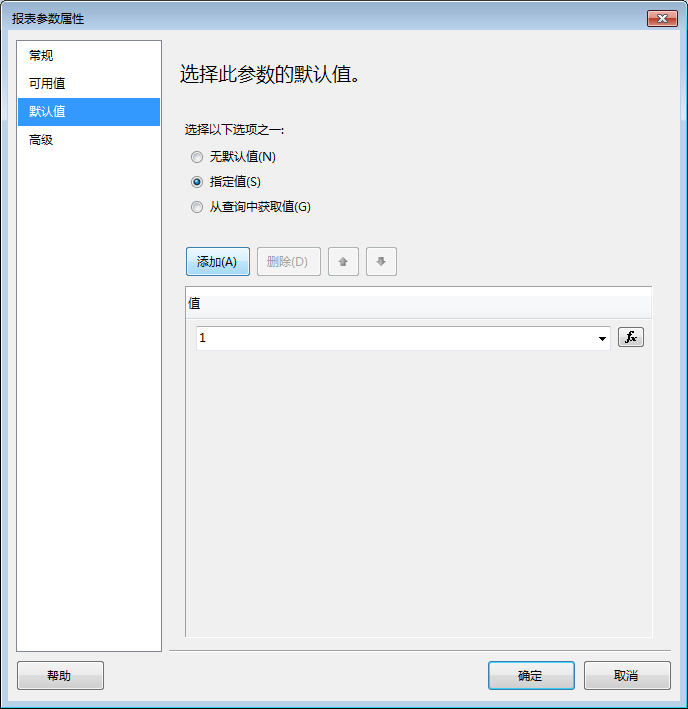 报表参数属性
常规
可用值
默认值
高级
选择此参数的默认值。
选择以下选项之一:
无默认值(N)
指定值(S)
从查询中获取值(G)
添加(A) 删除(D)
值
1 fx
帮助 确定 取消